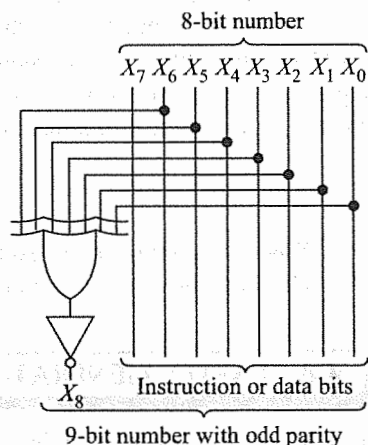 8-bit number
X7 X6 X5 X4 X3 X2 X1 X0
X8
Instruction or data bits
9-bit number with odd parity